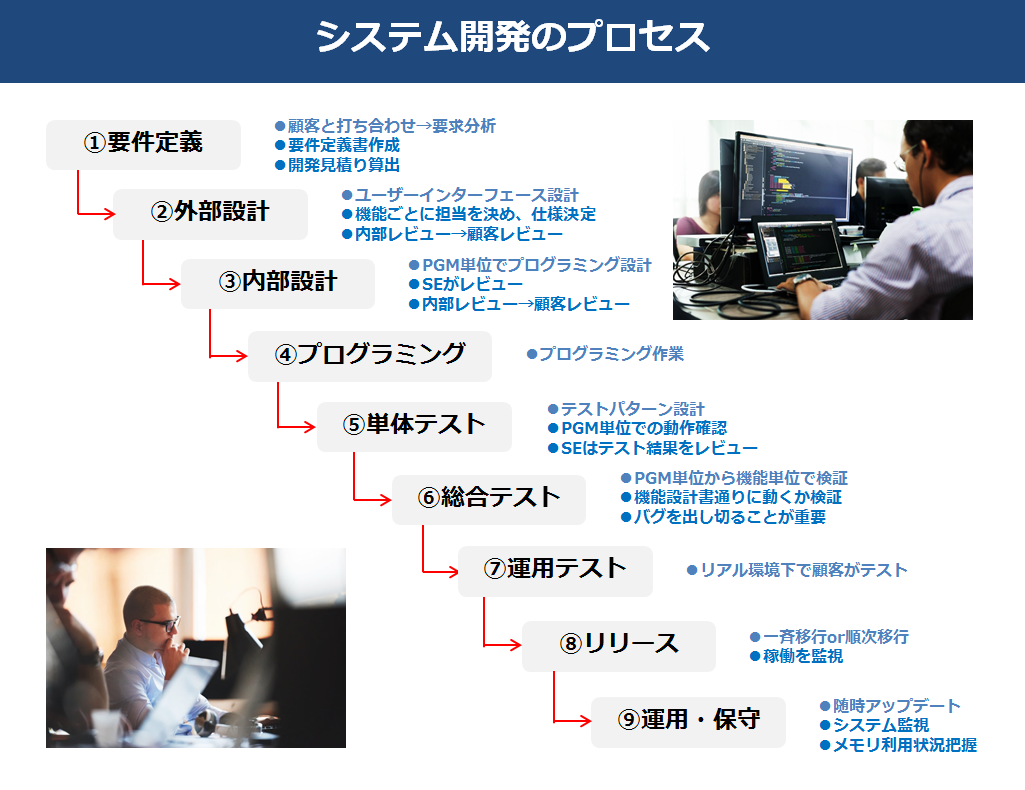 システム開発のプロセス
①要件定義
●顧客と打ち合わせ→要求分析
●要件定義書作成
●開発見積り算出
②外部設計
●ユーザーインターフェース設計
●機能ごとに担当を決め、仕様決定
●内部レビュー→顧客レビュー
③内部設計
●PGM単位でプログラミング設計
●SEがレビュー
●内部レビュー→顧客レビュー
④プログラミング
●プログラミング作業
⑤単体テスト
●テストパターン設計
●PGM単位での動作確認
●SEはテスト結果をレビュー
⑥総合テスト
●PGM単位から機能単位で検証
●機能設計書通りに動くか検証
●バグを出し切ることが重要
⑦運用テスト
●リアル環境下で顧客がテスト
⑧リリース
●一斉移行or順次移行
●稼働を監視
⑨運用・保守
●随時アップデート
●システム監視
●メモリ利用状況把握